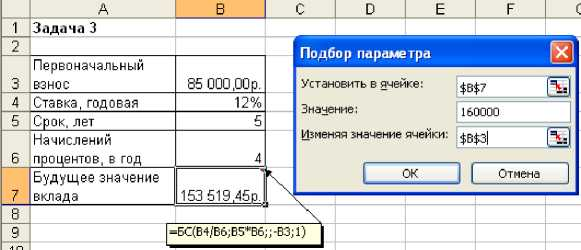 A B C D E F
1 Задача 3
2
Первоначальный
3 взнос 85 000,00р.
4 Ставка, годовая 12%
5 Срок, лет 5
Начислений
6 процентов, в год 4
Будущее значение
7 вклада 153 519,45р.
8
9 =БС(B4/B6;B5*B6;;-B3;1)
10
Подбор параметра
Установить в ячейке: $B$7
Значение: 160000
Изменяя значение ячейки: $B$3
ОК Отмена